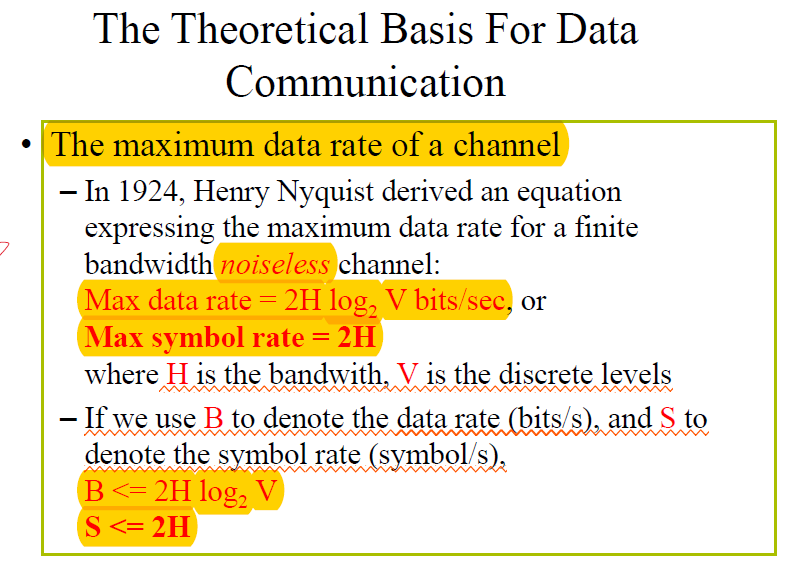 The Theoretical Basis For Data
Communication
• The maximum data rate of a channel
– In 1924, Henry Nyquist derived an equation
expressing the maximum data rate for a finite
bandwidth noiseless channel:
Max data rate = 2H log₂ V bits/sec, or
Max symbol rate = 2H
where H is the bandwith, V is the discrete levels
– If we use B to denote the data rate (bits/s), and S to
denote the symbol rate (symbol/s),
B <= 2H log₂ V
S <= 2H